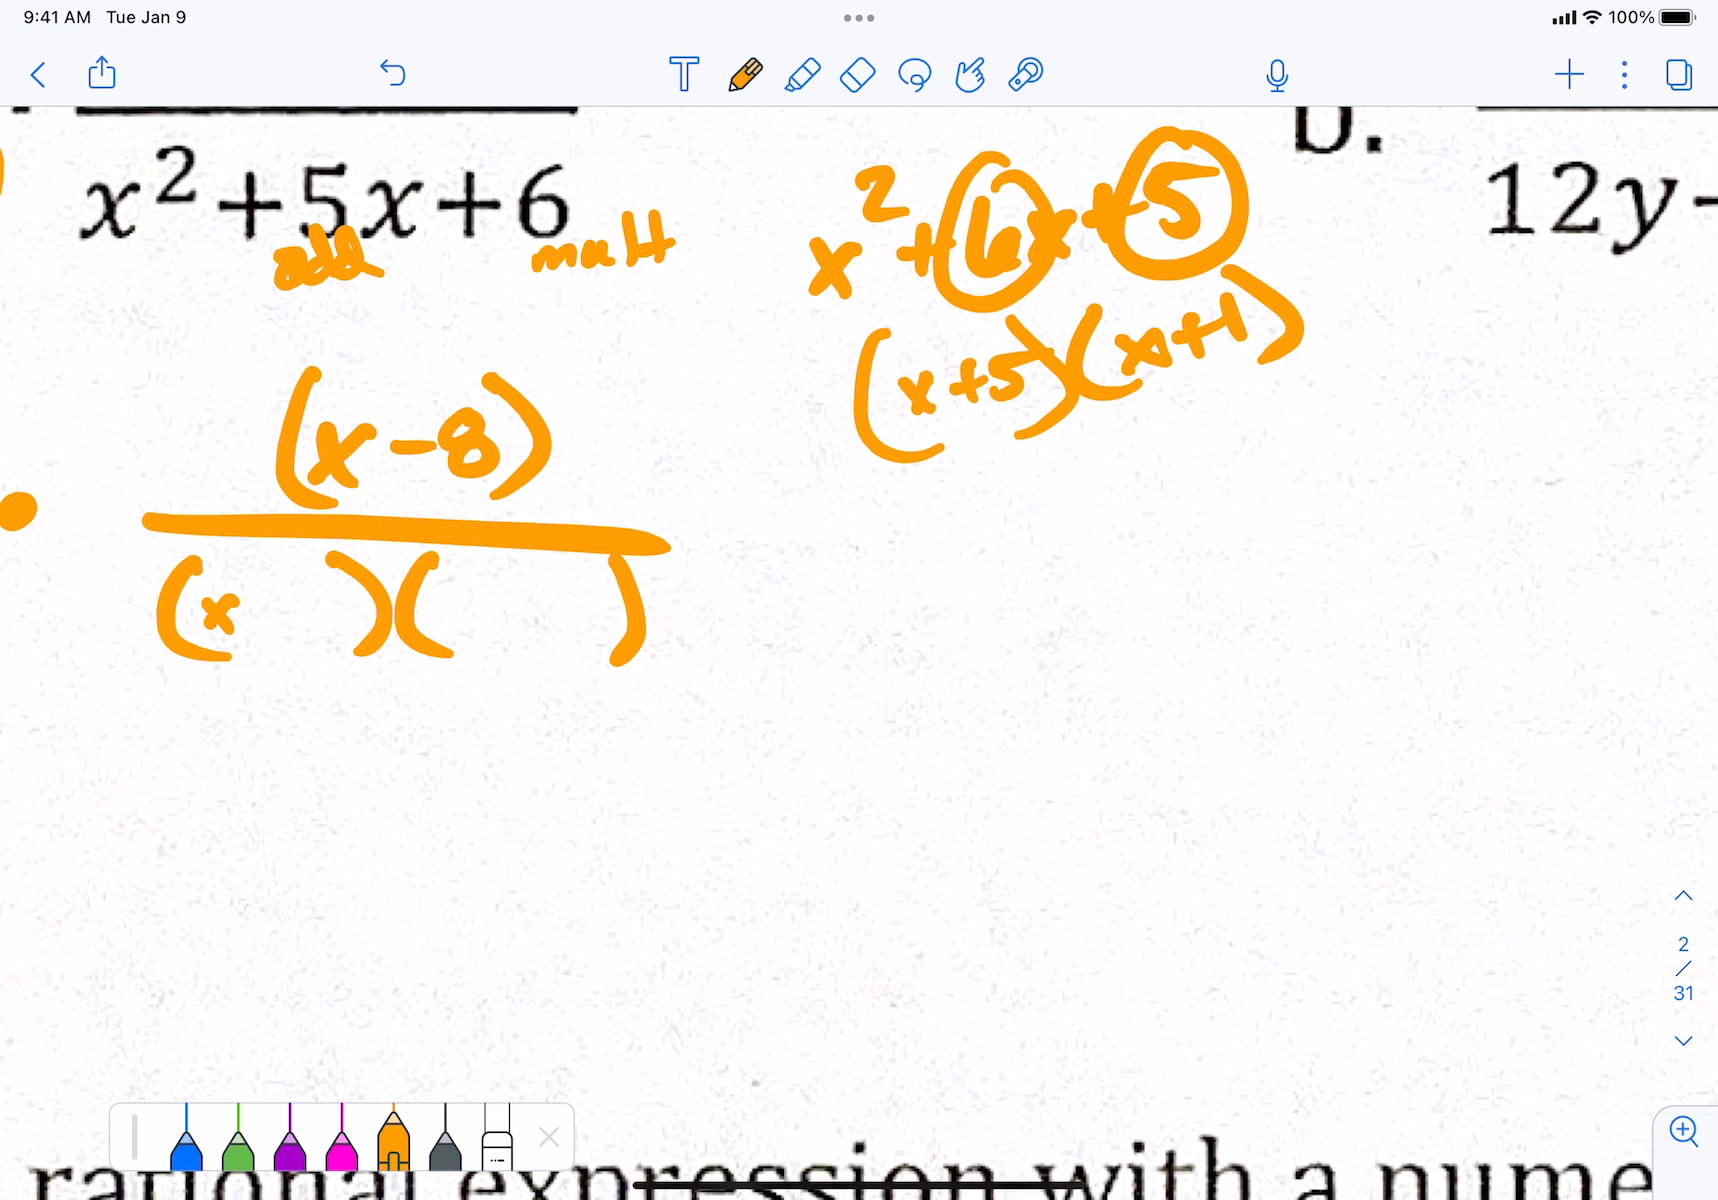 9:41 AM Tue Jan 9
100%
x² + 5x + 6
add mult
x² + 6x + 5
(x+5)(x+1)
b.
12y-
(x-8)
(x )( )
2
/
31
rational expression with a nume